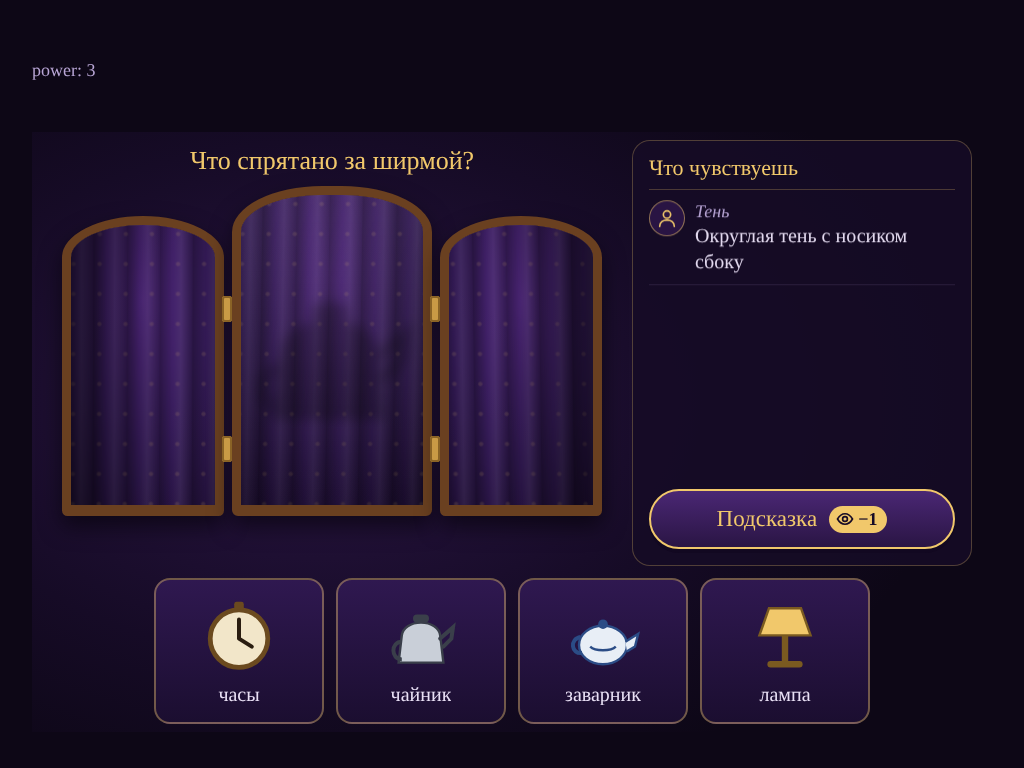 power: 3
Что спрятано за ширмой?
Что чувствуешь
Тень
Округлая тень с носиком
сбоку
Подсказка −1
часы
чайник
заварник
лампа